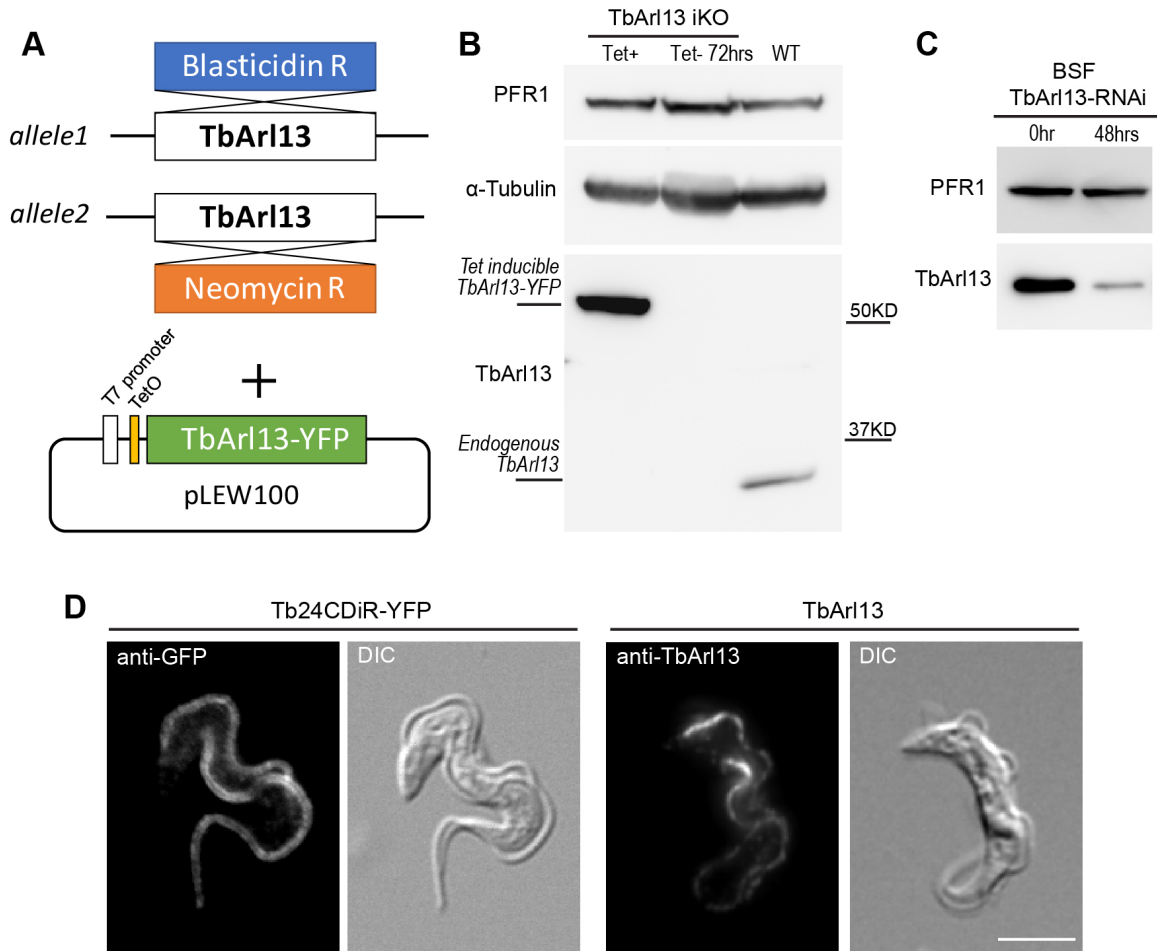 A
Blasticidin R
allele1
TbArl13
allele2
TbArl13
Neomycin R
+
T7 promoter
TetO
TbArl13-YFP
pLEW100
B
TbArl13 iKO
Tet+ Tet- 72hrs WT
PFR1
α-Tubulin
Tet inducible
TbArl13-YFP
50KD
TbArl13
37KD
Endogenous
TbArl13
C
BSF
TbArl13-RNAi
0hr 48hrs
PFR1
TbArl13
D
Tb24CDiR-YFP
TbArl13
anti-GFP
DIC
anti-TbArl13
DIC